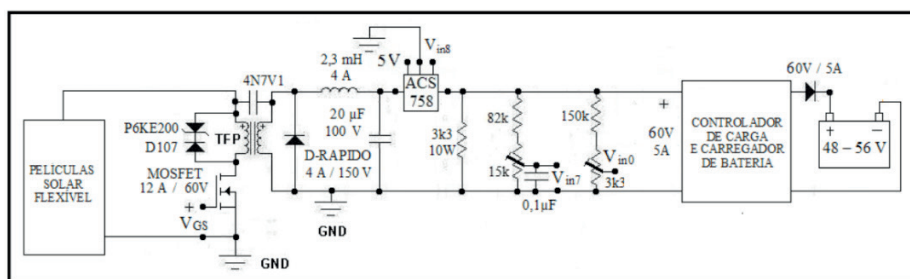 PELICULAS
SOLAR
FLEXÍVEL
P6KE200
D107
MOSFET
12 A / 60V
VGS
GND
4N7V1
TFP
2,3 mH
4 A
20 µF
100 V
D-RAPIDO
4 A / 150 V
GND
5V
Vin8
ACS
758
3k3
10W
82k
15k
Vin7
0,1µF
150k
Vin0
3k3
+
60V
5A
CONTROLADOR
DE CARGA
E CARREGADOR
DE BATERIA
60V / 5A
+ −
48 – 56 V